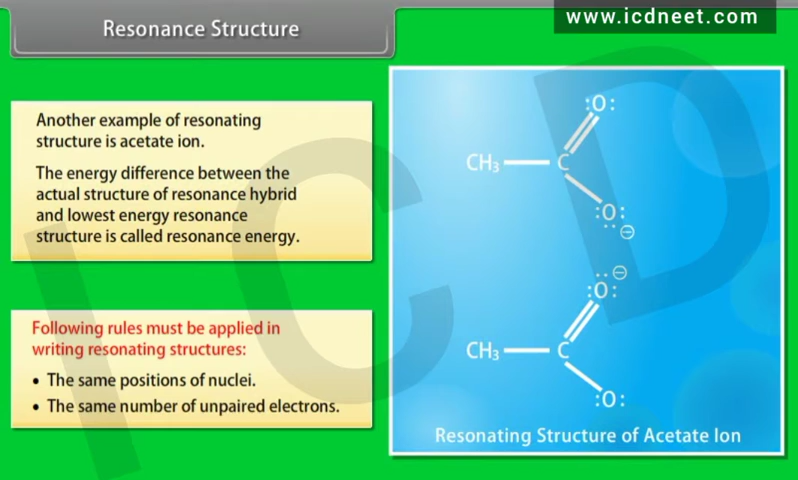 www.icdneet.com
Resonance Structure
Another example of resonating
structure is acetate ion.
The energy difference between the
actual structure of resonance hybrid
and lowest energy resonance
structure is called resonance energy.
Following rules must be applied in
writing resonating structures:
• The same positions of nuclei.
• The same number of unpaired electrons.
:O:
CH₃ C
:O:
⊖
⊖
:O:
CH₃ C
:O:
Resonating Structure of Acetate Ion
I C D